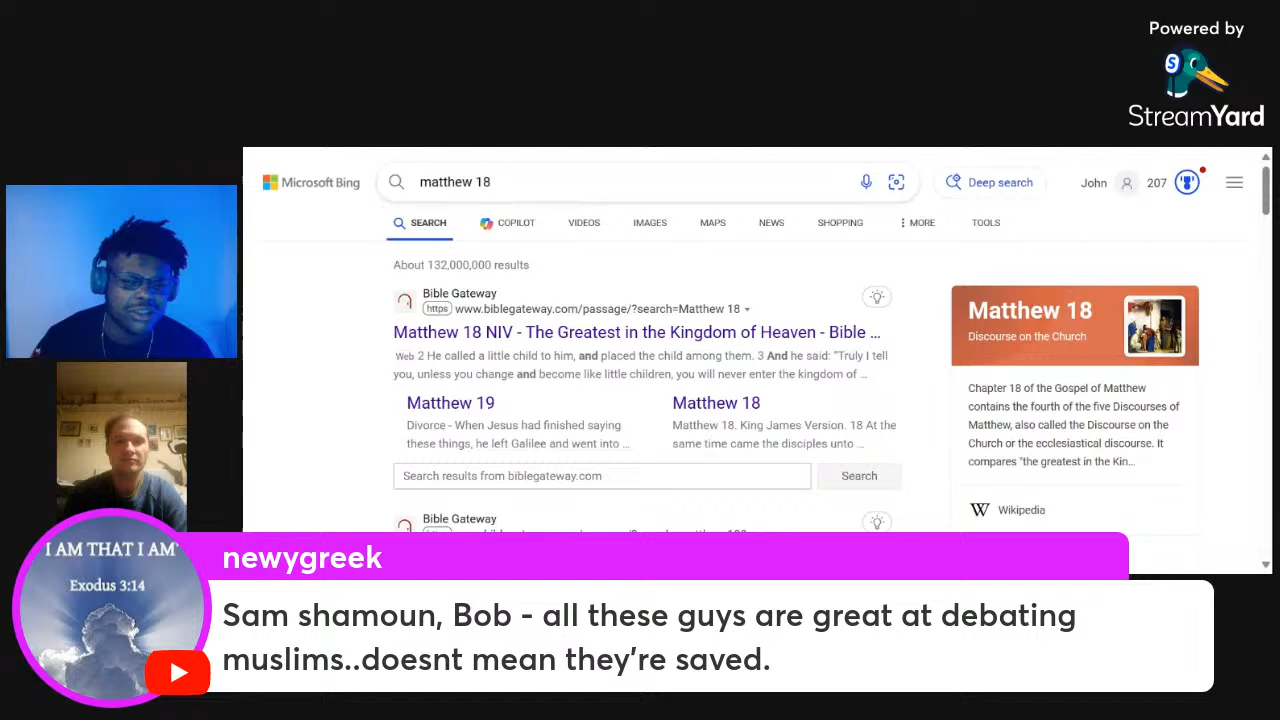 Powered by
StreamYard
Microsoft Bing
matthew 18
Deep search
John
207
SEARCH
COPILOT
VIDEOS
IMAGES
MAPS
NEWS
SHOPPING
MORE
TOOLS
About 132,000,000 results
Bible Gateway
https www.biblegateway.com/passage/?search=Matthew 18
Matthew 18 NIV - The Greatest in the Kingdom of Heaven - Bible ...
Web 2 He called a little child to him, and placed the child among them. 3 And he said: "Truly I tell
you, unless you change and become like little children, you will never enter the kingdom of ...
Matthew 19
Divorce - When Jesus had finished saying
these things, he left Galilee and went into ...
Matthew 18
Matthew 18. King James Version. 18 At the
same time came the disciples unto ...
Search results from biblegateway.com
Search
Bible Gateway
Matthew 18
Discourse on the Church
Chapter 18 of the Gospel of Matthew
contains the fourth of the five Discourses of
Matthew, also called the Discourse on the
Church or the ecclesiastical discourse. It
compares "the greatest in the Kin...
Wikipedia
I AM THAT I AM
Exodus 3:14
newygreek
Sam shamoun, Bob - all these guys are great at debating
muslims..doesnt mean they're saved.